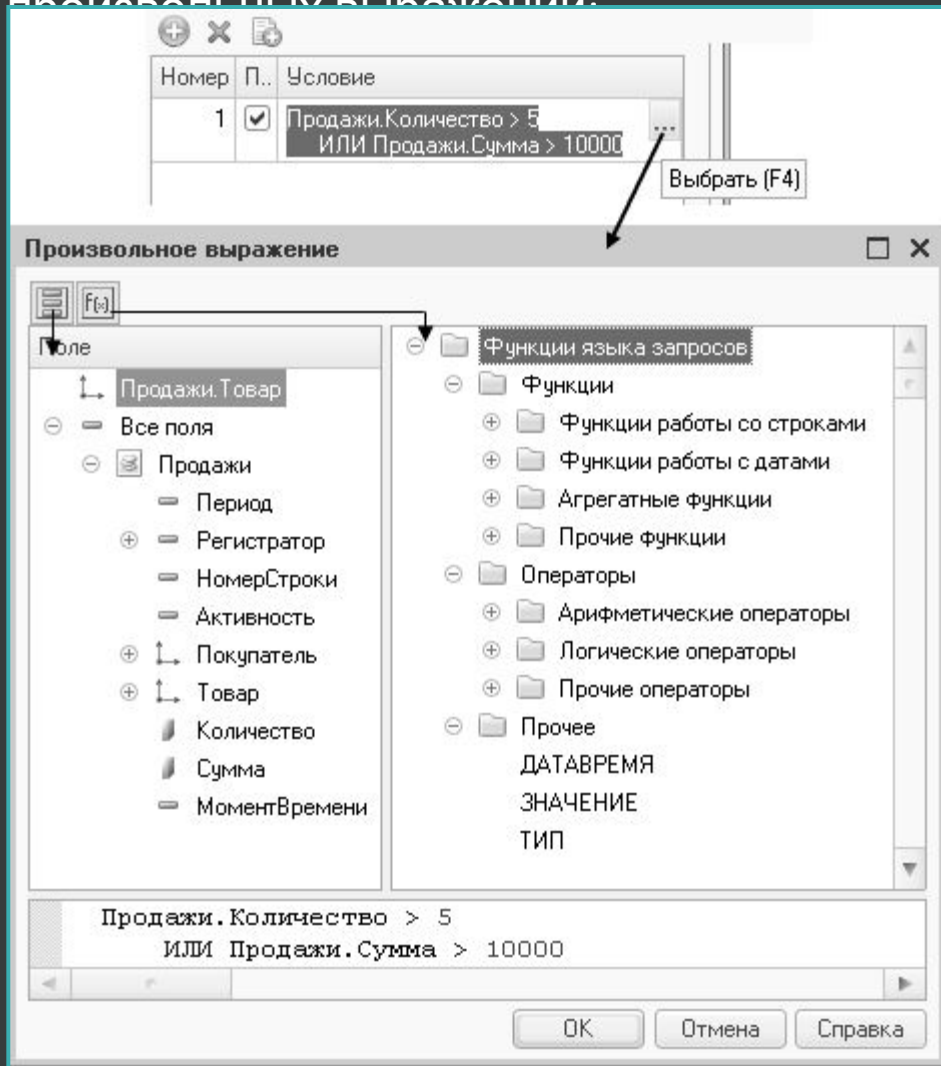 произвольных выражений:
Номер П.. Условие
1 Продажи.Количество > 5
ИЛИ Продажи.Сумма > 10000
...
Выбрать (F4)
Произвольное выражение
F(x)
Поле
Продажи.Товар
Все поля
Продажи
Период
Регистратор
НомерСтроки
Активность
Покупатель
Товар
Количество
Сумма
МоментВремени
Функции языка запросов
Функции
Функции работы со строками
Функции работы с датами
Агрегатные функции
Прочие функции
Операторы
Арифметические операторы
Логические операторы
Прочие операторы
Прочее
ДАТАВРЕМЯ
ЗНАЧЕНИЕ
ТИП
Продажи.Количество > 5
ИЛИ Продажи.Сумма > 10000
ОК Отмена Справка